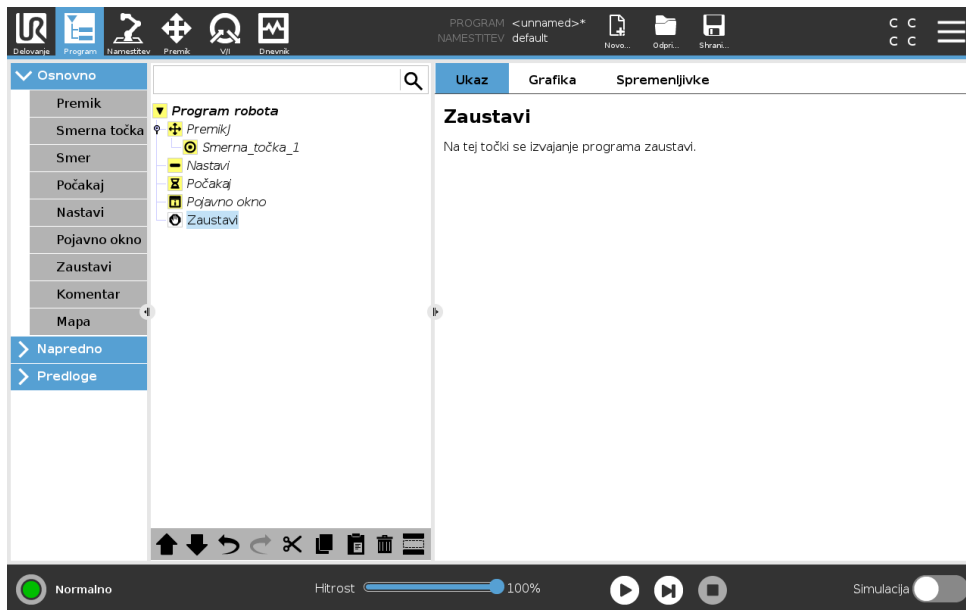 Delovanje
Program
Namestitev
Premik
V/I
Dnevnik
PROGRAM <unnamed>*
NAMESTITEV default
Novo...
Odpri...
Shrani...
C C
C C
Osnovno
Premik
Smerna točka
Smer
Počakaj
Nastavi
Pojavno okno
Zaustavi
Komentar
Mapa
Napredno
Predloge
Program robota
PremikJ
Smerna_točka_1
Nastavi
Počakaj
Pojavno okno
Zaustavi
Ukaz
Grafika
Spremenljivke
Zaustavi
Na tej točki se izvajanje programa zaustavi.
Normalno
Hitrost
100%
Simulacija